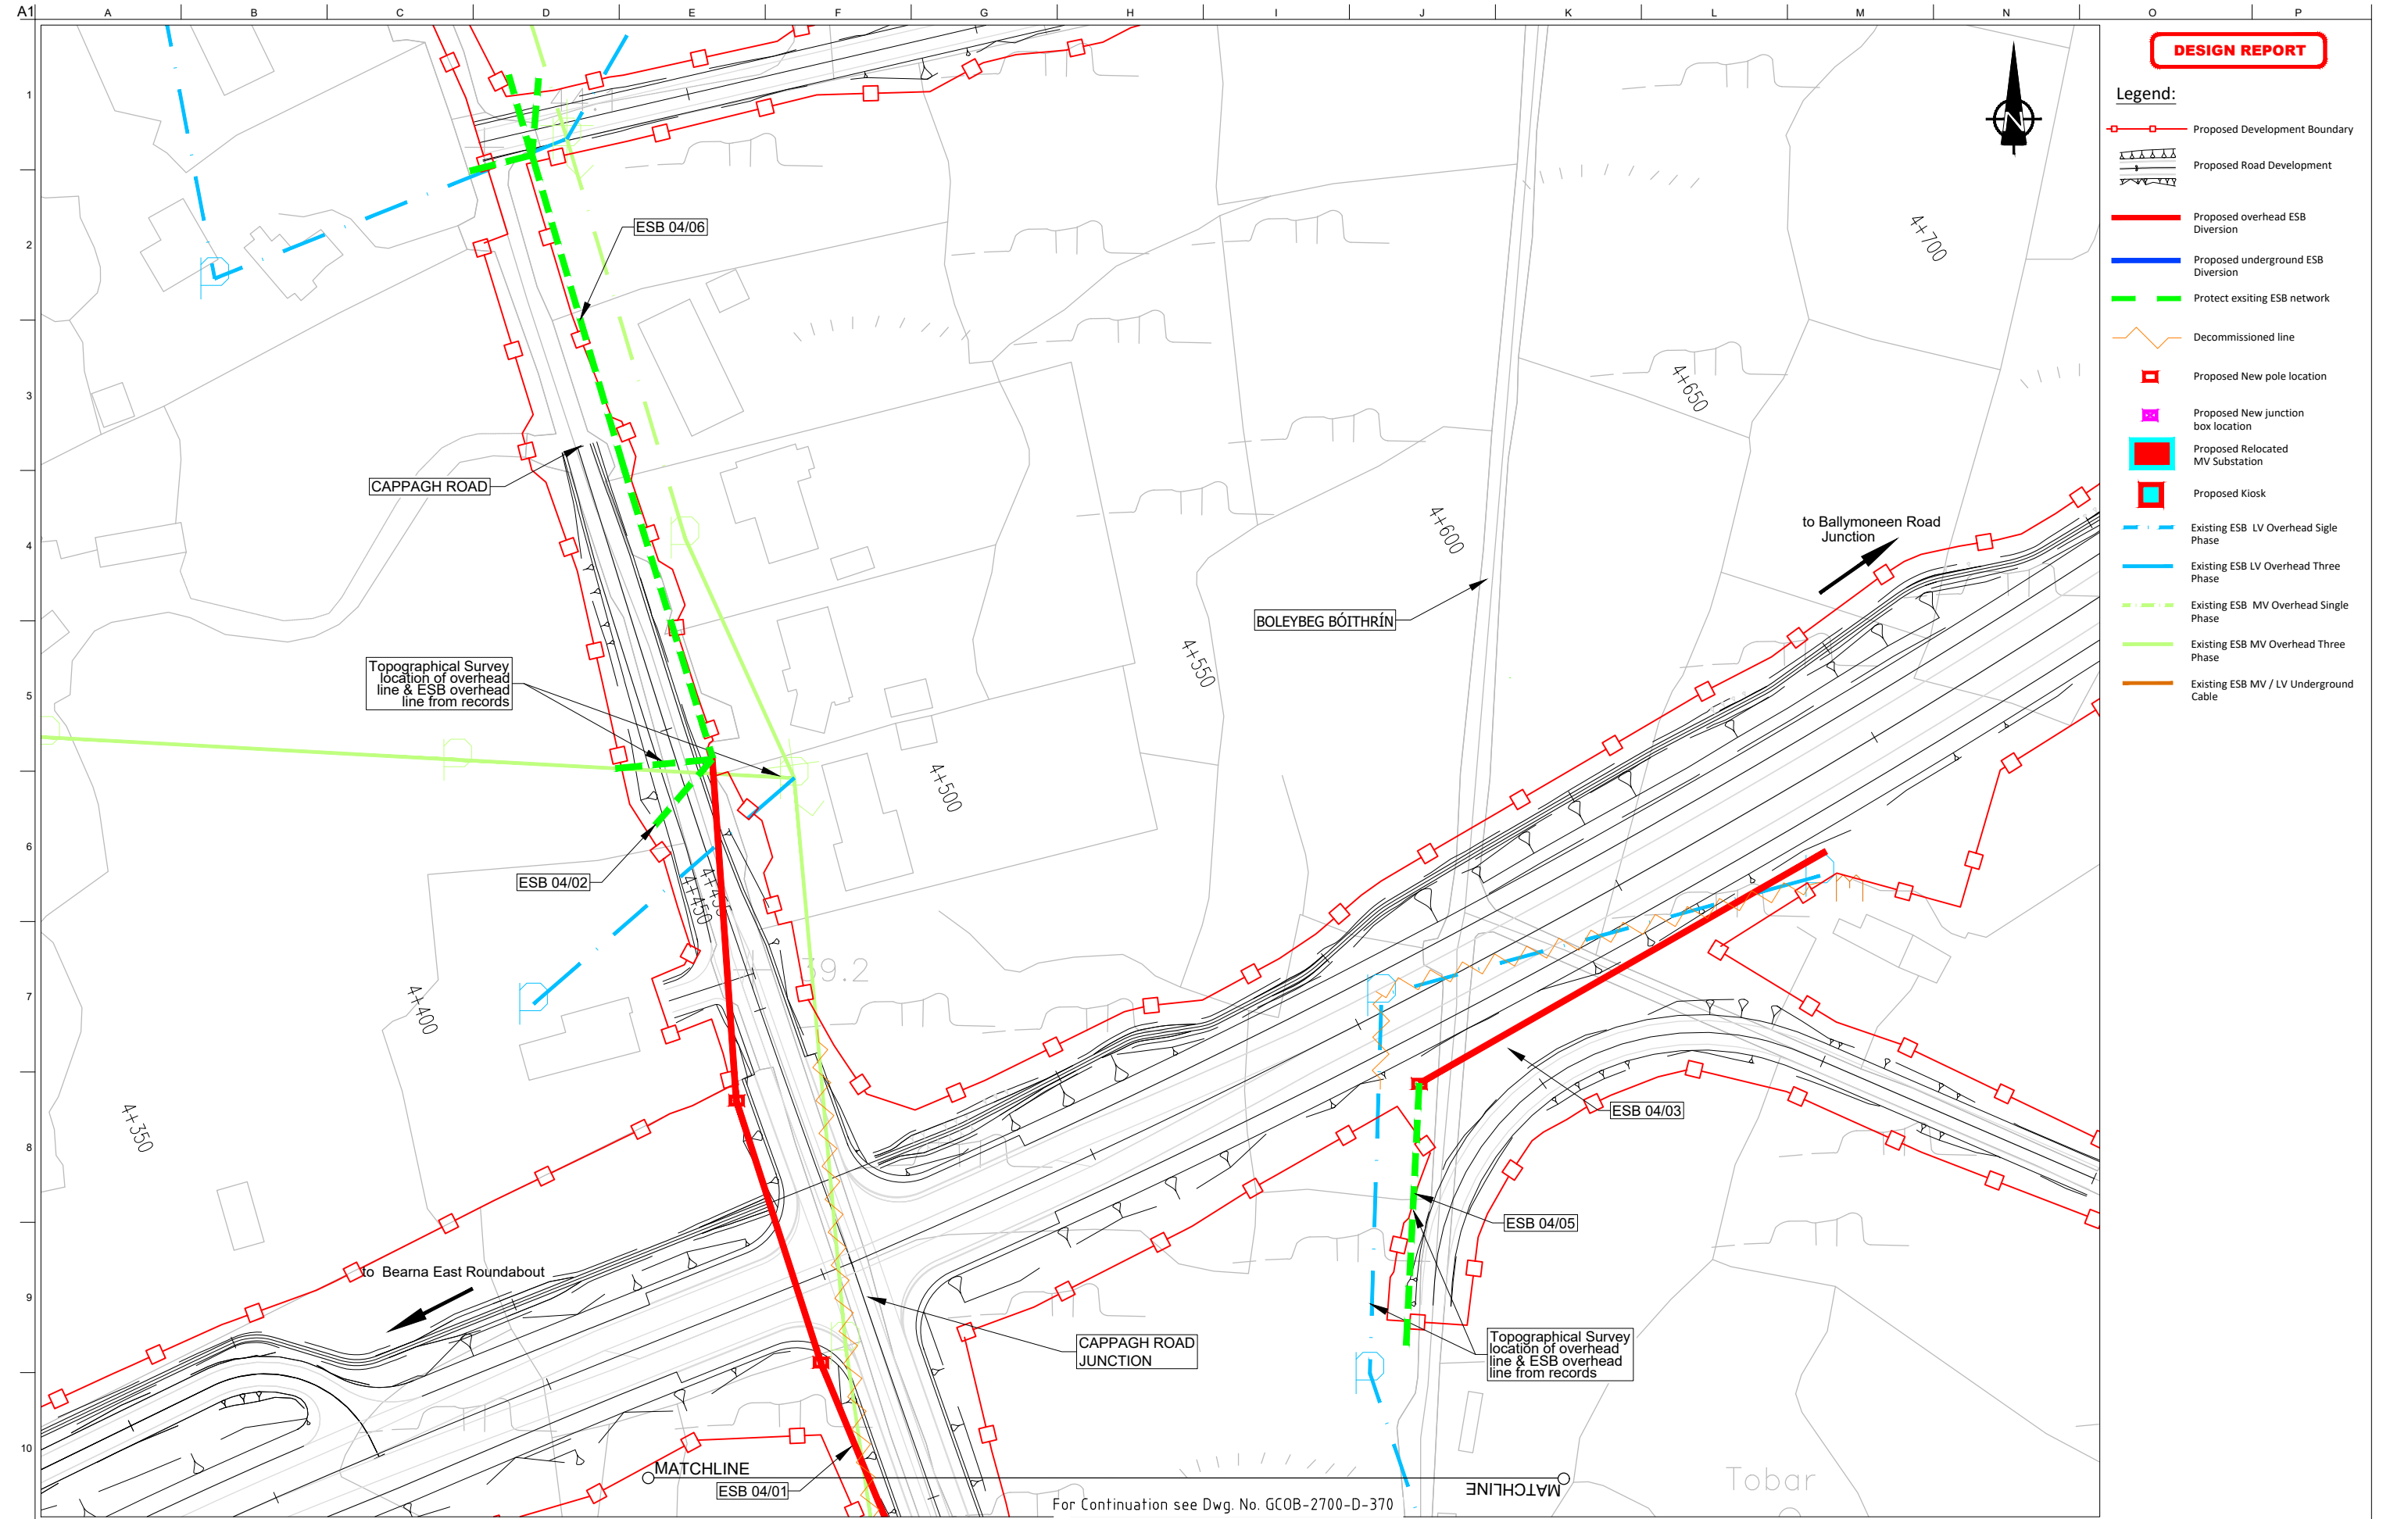 A1
A B C D E F G H I J K L M N O P
1
2
3
4
5
6
7
8
9
10
DESIGN REPORT
Legend:
Proposed Development Boundary
Proposed Road Development
Proposed overhead ESB
Diversion
Proposed underground ESB
Diversion
Protect exsiting ESB network
Decommissioned line
Proposed New pole location
Proposed New junction
box location
Proposed Relocated
MV Substation
Proposed Kiosk
Existing ESB LV Overhead Sigle
Phase
Existing ESB LV Overhead Three
Phase
Existing ESB MV Overhead Single
Phase
Existing ESB MV Overhead Three
Phase
Existing ESB MV / LV Underground
Cable
N
ESB 04/06
4+700
4+650
CAPPAGH ROAD
4+600
to Ballymoneen Road
Junction
BOLEYBEG BÓITHRÍN
4+550
Topographical Survey
location of overhead
line & ESB overhead
line from records
4+500
ESB 04/02
4+450
39.2
4+400
4+350
ESB 04/03
ESB 04/05
to Bearna East Roundabout
CAPPAGH ROAD
JUNCTION
Topographical Survey
location of overhead
line & ESB overhead
line from records
MATCHLINE
MATCHLINE
ESB 04/01
For Continuation see Dwg. No. GCOB-2700-D-370
Tobar